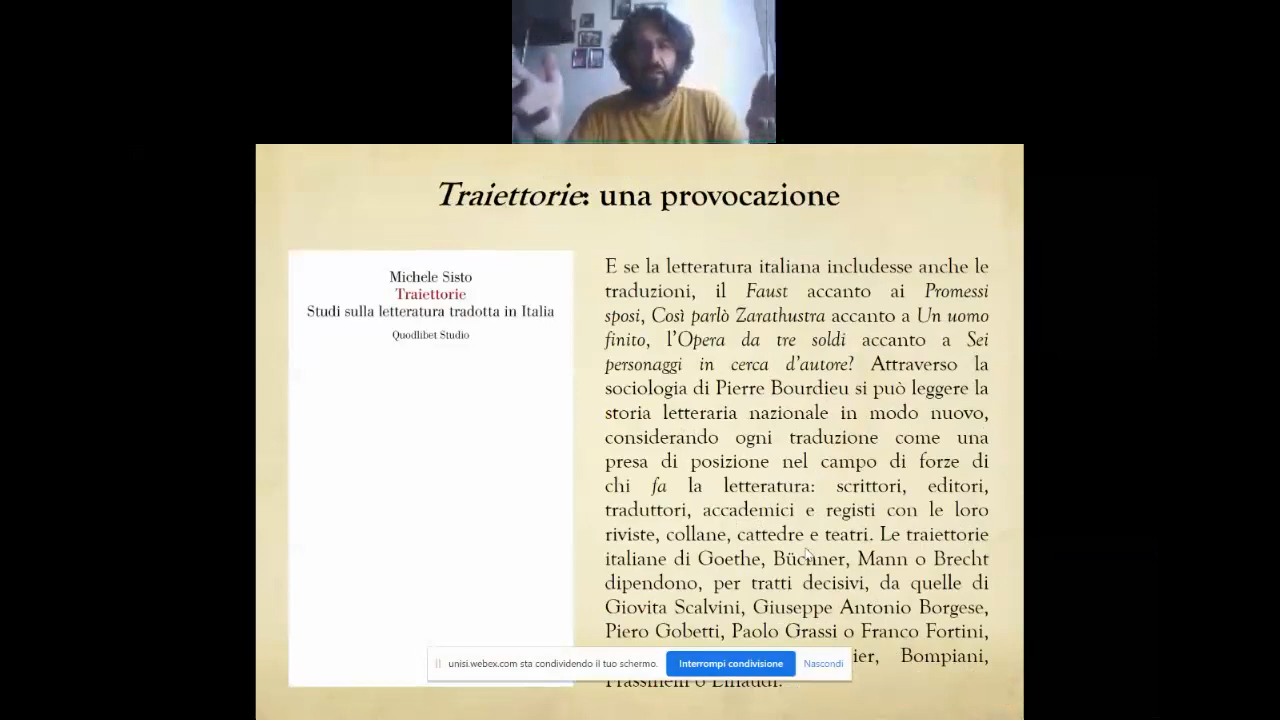 Traiettorie: una provocazione
Michele Sisto
Traiettorie
Studi sulla letteratura tradotta in Italia
Quodlibet Studio
E se la letteratura italiana includesse anche le
traduzioni, il Faust accanto ai Promessi
sposi, Così parlò Zarathustra accanto a Un uomo
finito, l'Opera da tre soldi accanto a Sei
personaggi in cerca d'autore? Attraverso la
sociologia di Pierre Bourdieu si può leggere la
storia letteraria nazionale in modo nuovo,
considerando ogni traduzione come una
presa di posizione nel campo di forze di
chi fa la letteratura: scrittori, editori,
traduttori, accademici e registi con le loro
riviste, collane, cattedre e teatri. Le traiettorie
italiane di Goethe, Büchner, Mann o Brecht
dipendono, per tratti decisivi, da quelle di
Giovita Scalvini, Giuseppe Antonio Borgese,
Piero Gobetti, Paolo Grassi o Franco Fortini,
ier, Bompiani,
Frassinelli o Einaudi.
unisi.webex.com sta condividendo il tuo schermo.
Interrompi condivisione
Nascondi